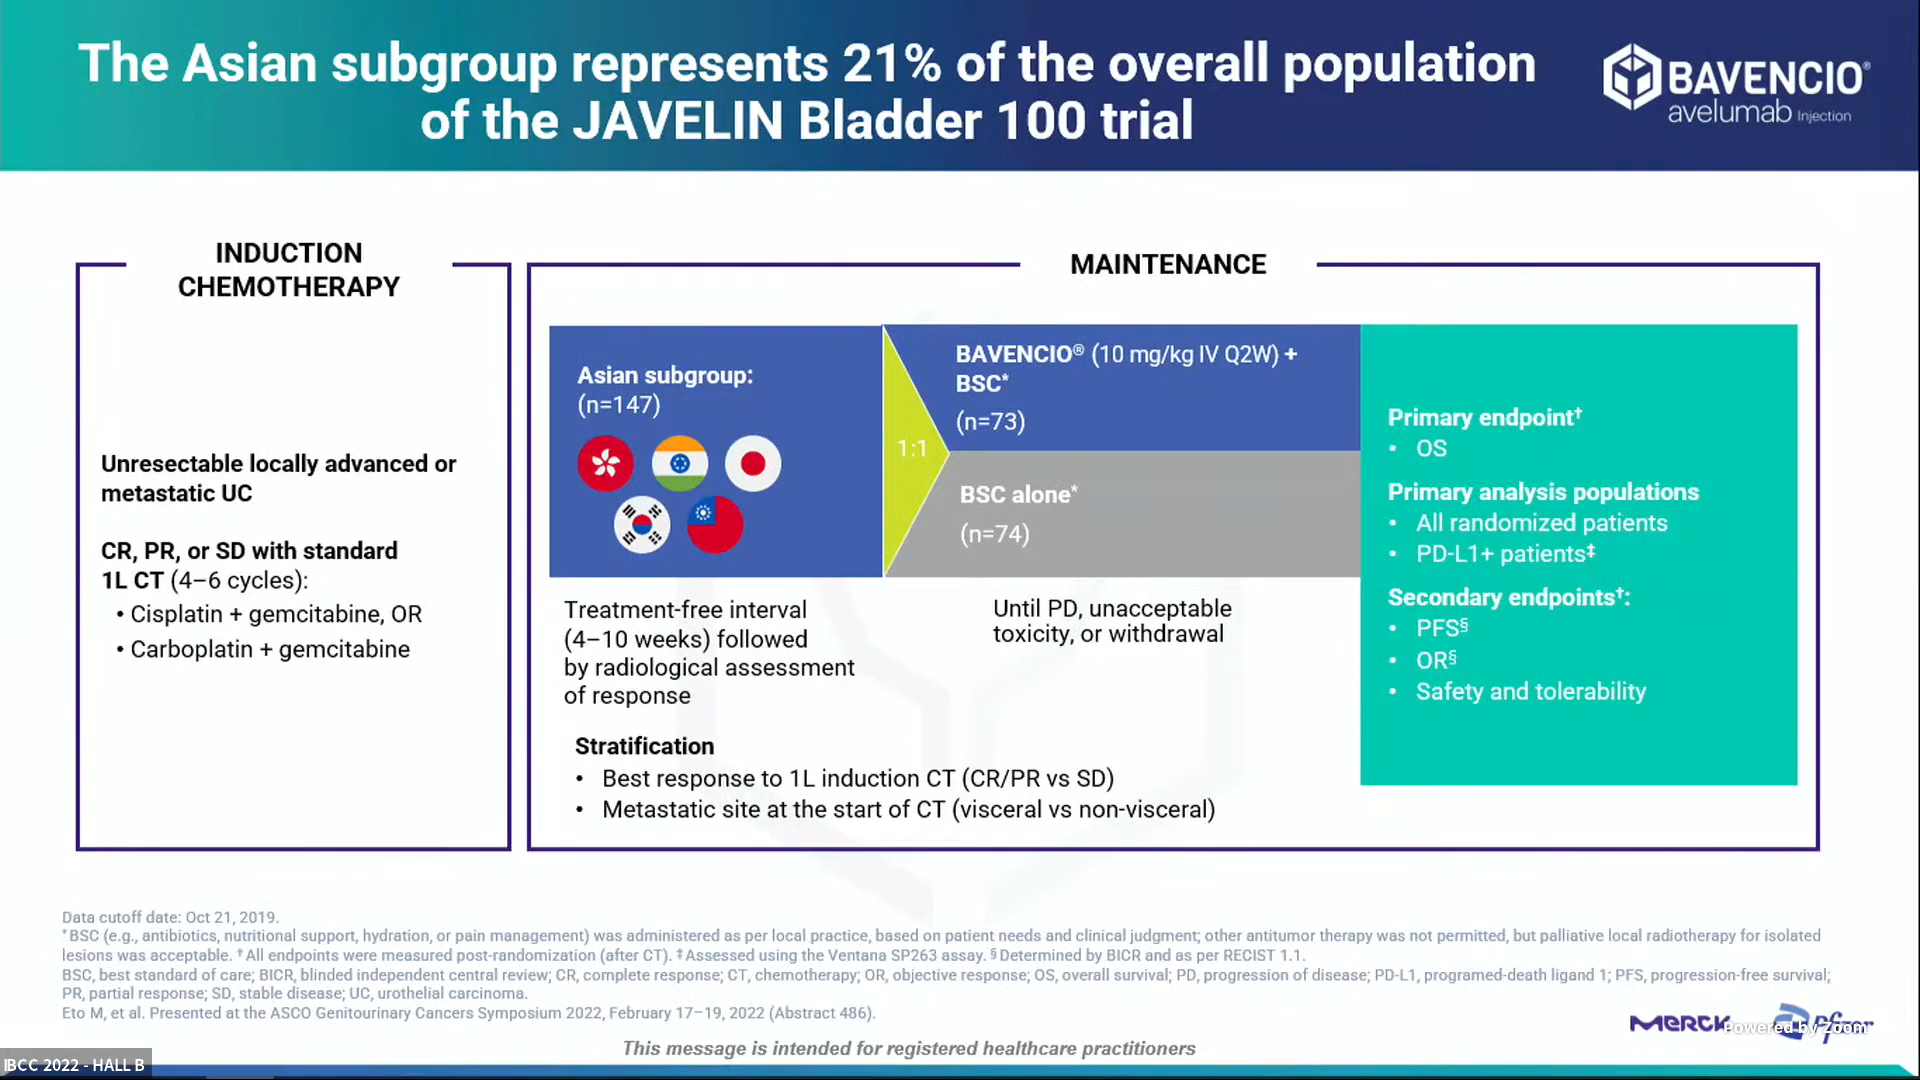 The Asian subgroup represents 21% of the overall population
of the JAVELIN Bladder 100 trial
BAVENCIO®
avelumab Injection
INDUCTION
CHEMOTHERAPY
Unresectable locally advanced or
metastatic UC
CR, PR, or SD with standard
1L CT (4–6 cycles):
• Cisplatin + gemcitabine, OR
• Carboplatin + gemcitabine
MAINTENANCE
Asian subgroup:
(n=147)
1:1
BAVENCIO® (10 mg/kg IV Q2W) +
BSC*
(n=73)
BSC alone*
(n=74)
Treatment-free interval
(4–10 weeks) followed
by radiological assessment
of response
Until PD, unacceptable
toxicity, or withdrawal
Stratification
• Best response to 1L induction CT (CR/PR vs SD)
• Metastatic site at the start of CT (visceral vs non-visceral)
Primary endpoint†
• OS
Primary analysis populations
• All randomized patients
• PD-L1+ patients‡
Secondary endpoints†:
• PFS§
• OR§
• Safety and tolerability
Data cutoff date: Oct 21, 2019.
*BSC (e.g., antibiotics, nutritional support, hydration, or pain management) was administered as per local practice, based on patient needs and clinical judgment; other antitumor therapy was not permitted, but palliative local radiotherapy for isolated
lesions was acceptable. †All endpoints were measured post-randomization (after CT). ‡Assessed using the Ventana SP263 assay. §Determined by BICR and as per RECIST 1.1.
BSC, best standard of care; BICR, blinded independent central review; CR, complete response; CT, chemotherapy; OR, objective response; OS, overall survival; PD, progression of disease; PD-L1, programed-death ligand 1; PFS, progression-free survival;
PR, partial response; SD, stable disease; UC, urothelial carcinoma.
Eto M, et al. Presented at the ASCO Genitourinary Cancers Symposium 2022, February 17–19, 2022 (Abstract 486).
MERCK
Pfizer
Powered by Zoom
This message is intended for registered healthcare practitioners
IBCC 2022 - HALL B